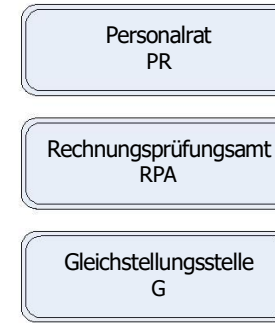 Personalrat
PR
Rechnungsprüfungsamt
RPA
Gleichstellungsstelle
G